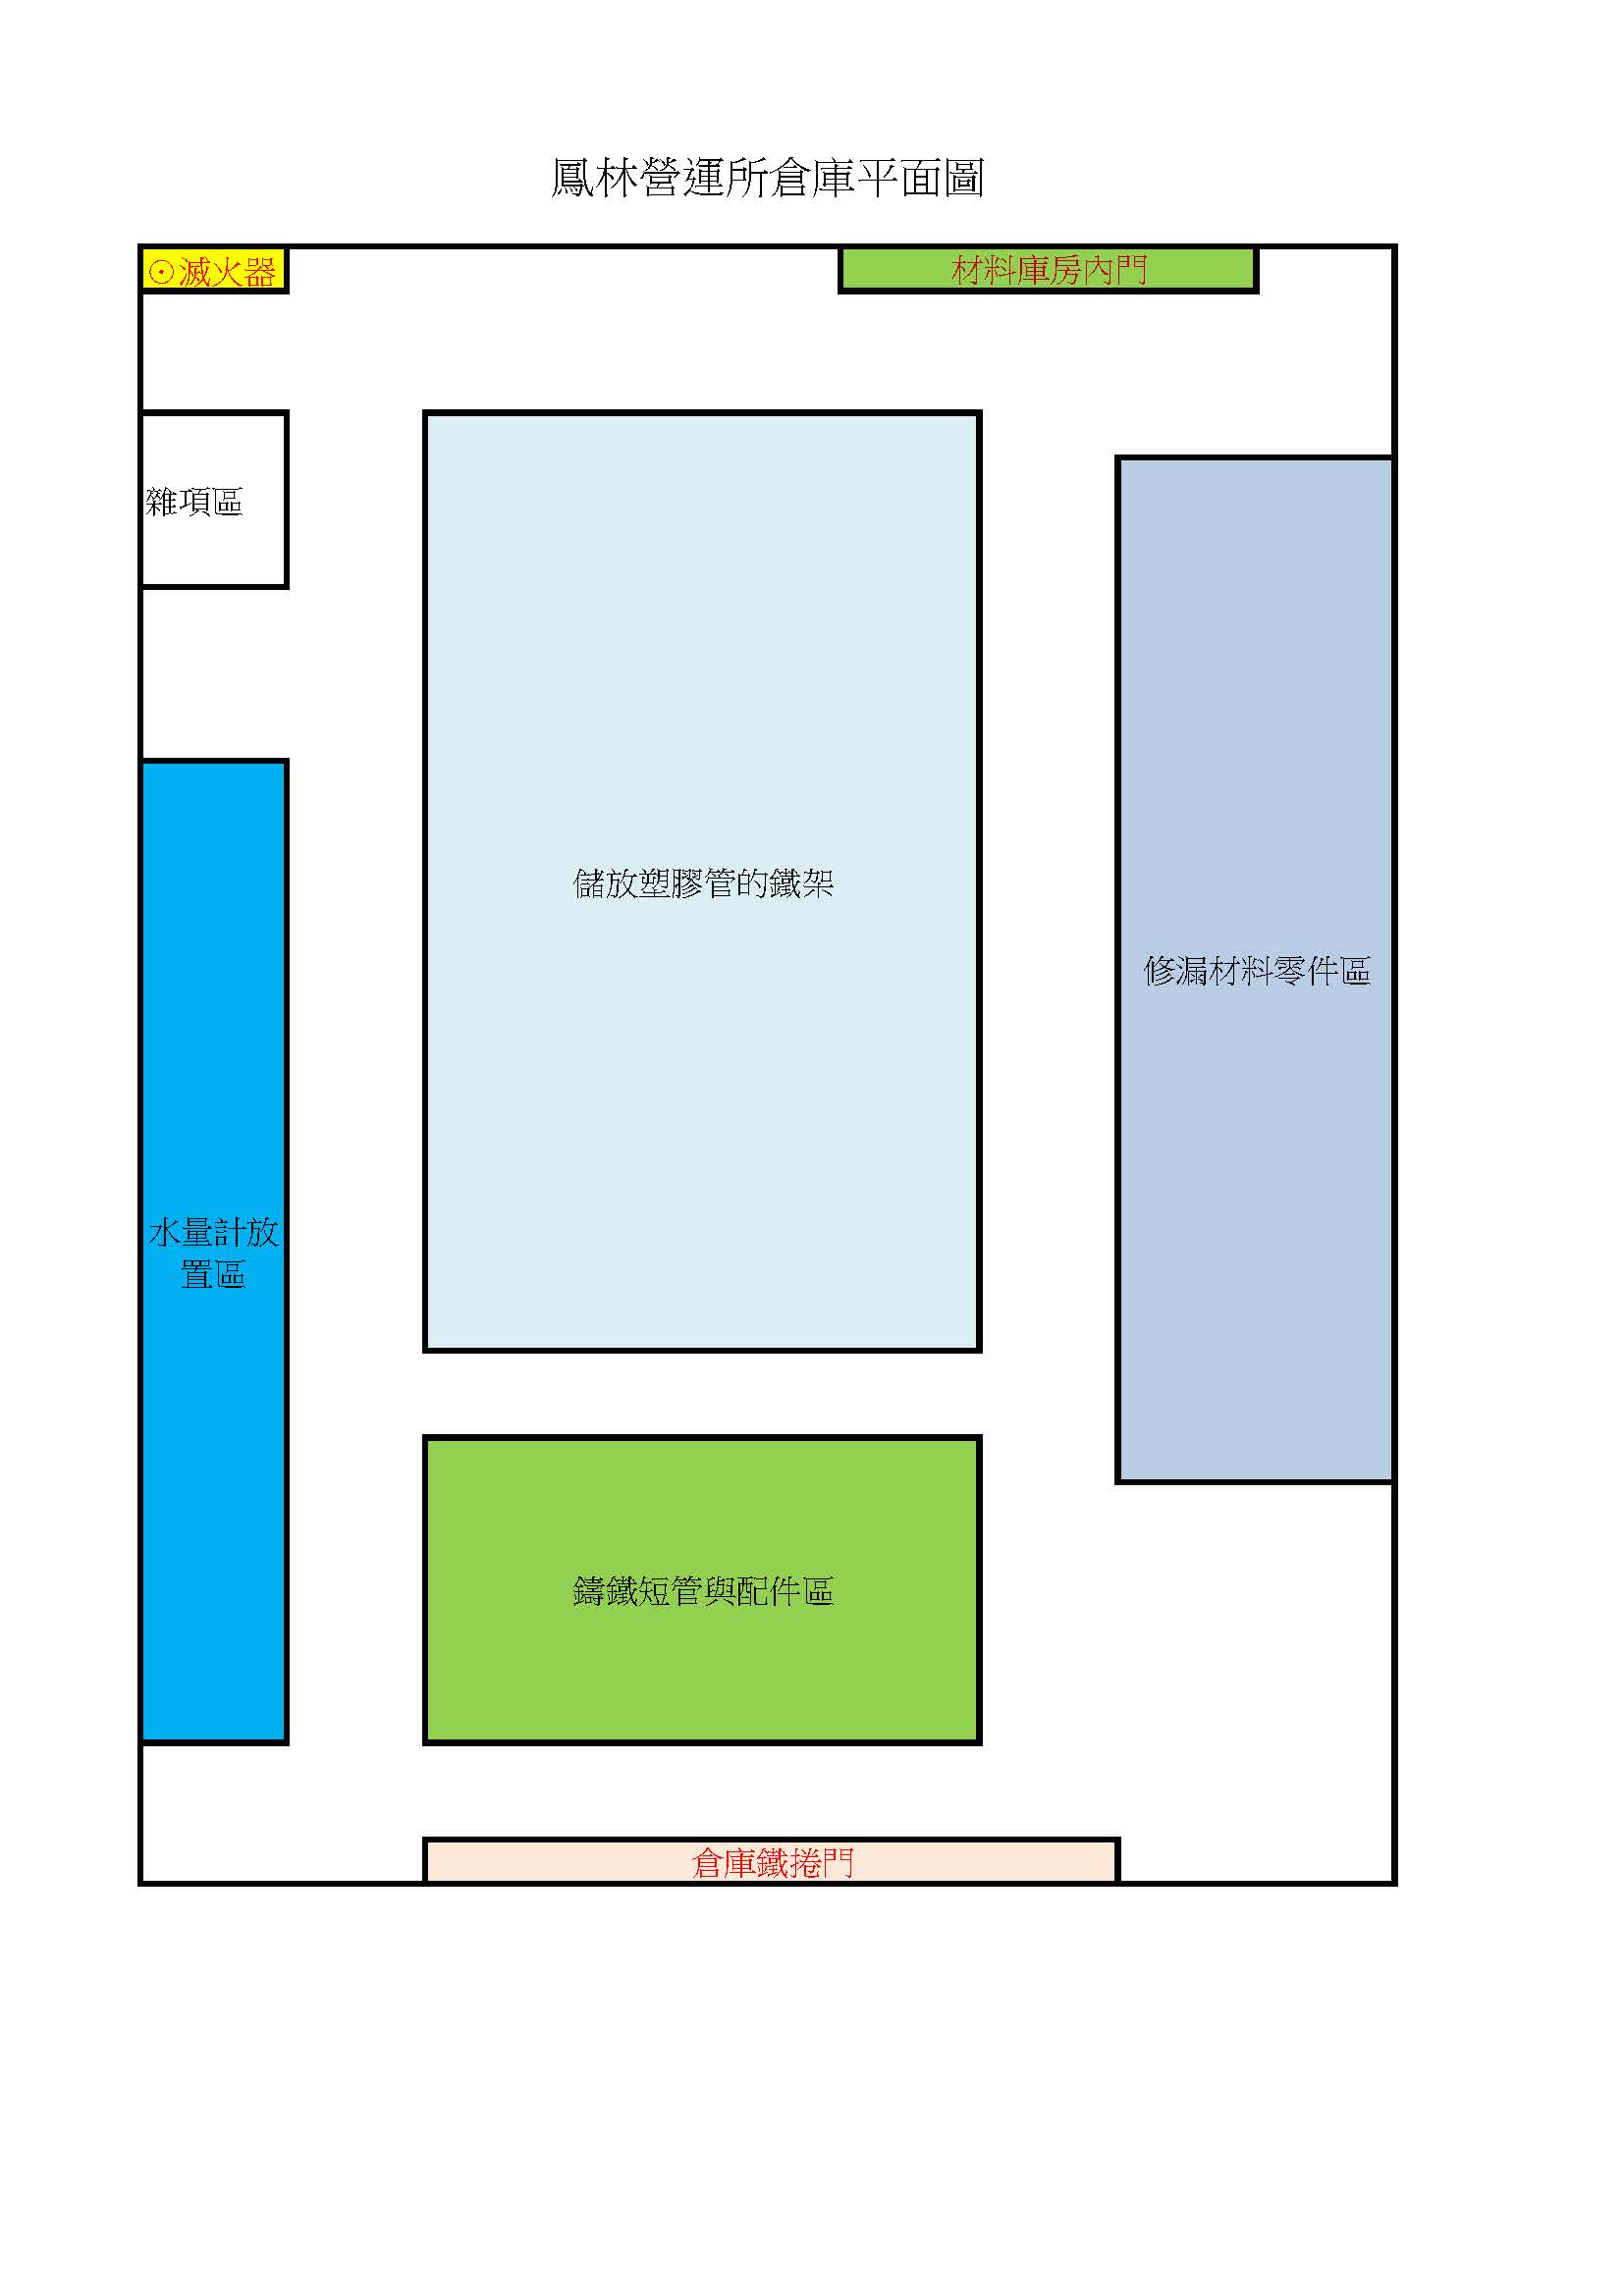 鳳林營運所倉庫平面圖
⊙滅火器
材料庫房內門
雜項區
儲放塑膠管的鐵架
修漏材料零件區
水量計放
置區
鑄鐵短管與配件區
倉庫鐵捲門